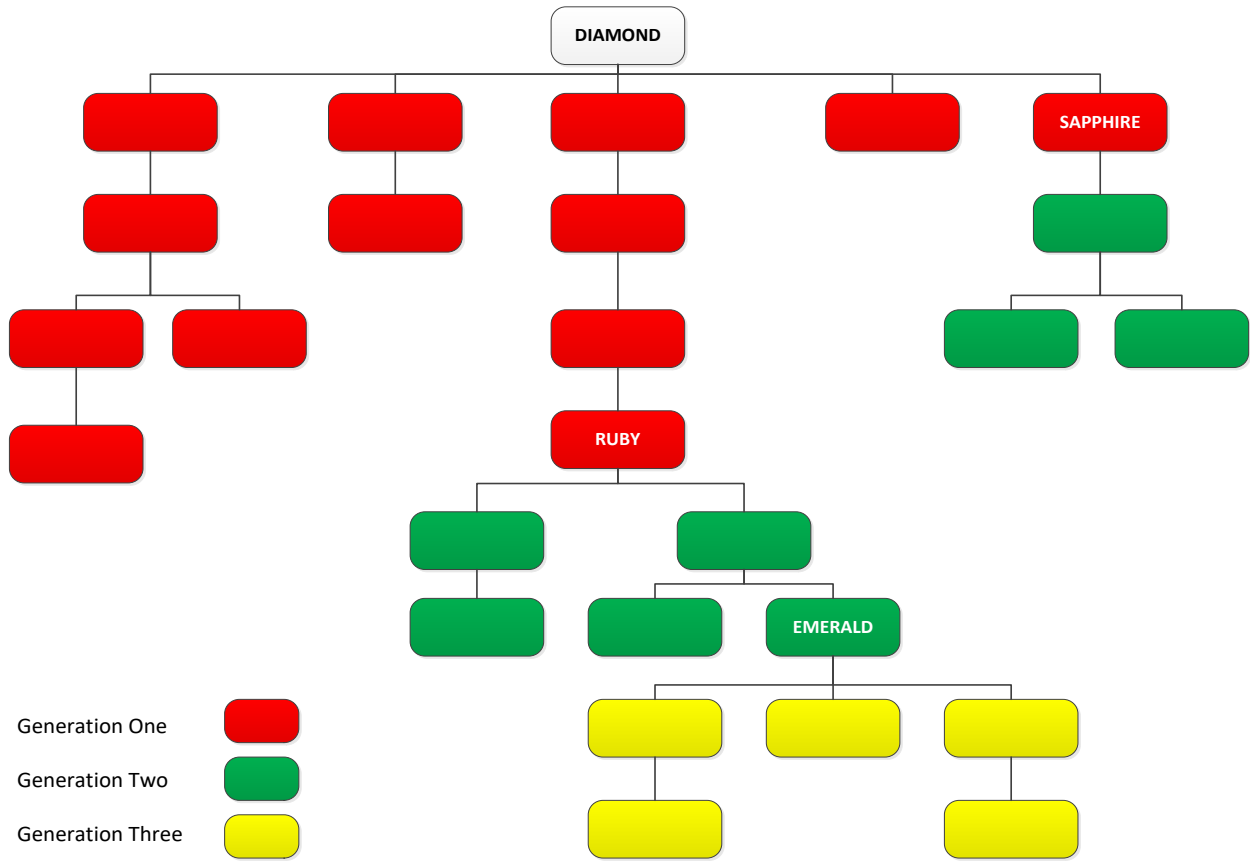 DIAMOND
SAPPHIRE
RUBY
EMERALD
Generation One
Generation Two
Generation Three